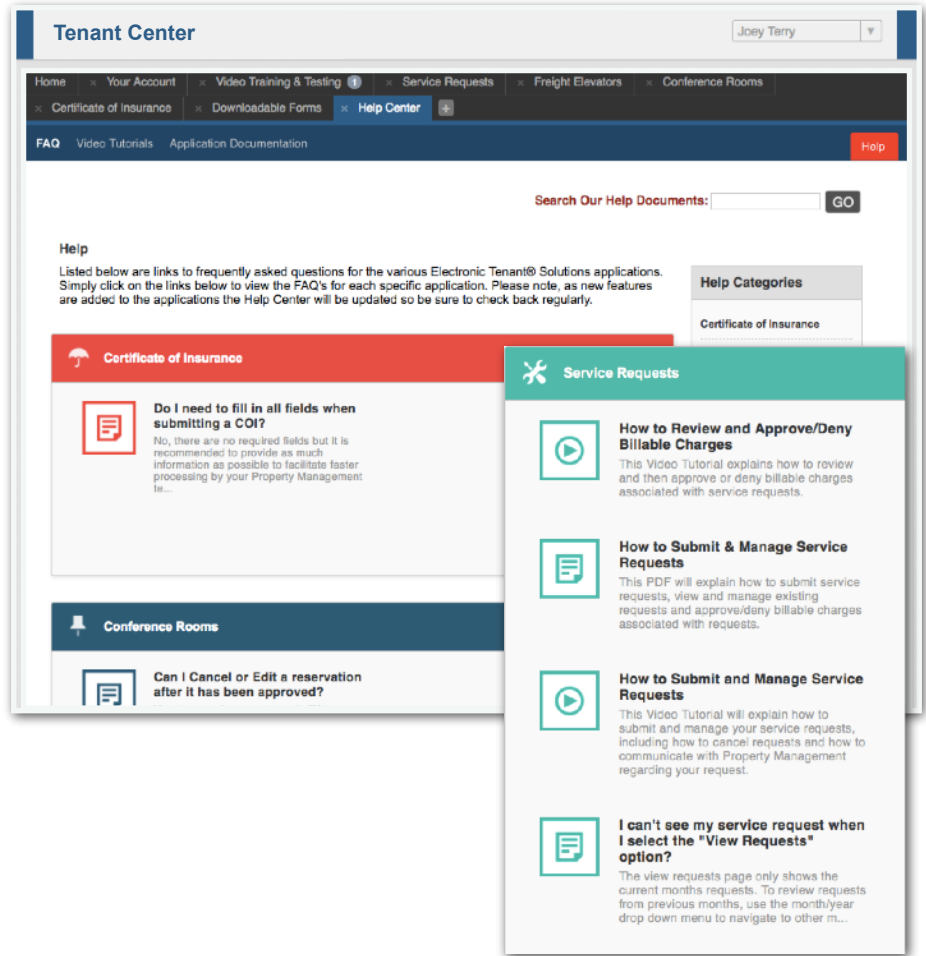 Tenant Center
Joey Terry
Home × Your Account × Video Training & Testing 1 × Service Requests × Freight Elevators × Conference Rooms
× Certificate of Insurance × Downloadable Forms × Help Center +
FAQ Video Tutorials Application Documentation
Help
Search Our Help Documents: GO
Help
Listed below are links to frequently asked questions for the various Electronic Tenant® Solutions applications.
Simply click on the links below to view the FAQ's for each specific application. Please note, as new features
are added to the applications the Help Center will be updated so be sure to check back regularly.
Help Categories
Certificate of Insurance
Certificate of Insurance
Do I need to fill in all fields when
submitting a COI?
No, there are no required fields but it is
recommended to provide as much
information as possible to facilitate faster
processing by your Property Management
te...
Conference Rooms
Can I Cancel or Edit a reservation
after it has been approved?
Service Requests
How to Review and Approve/Deny
Billable Charges
This Video Tutorial explains how to review
and then approve or deny billable charges
associated with service requests.
How to Submit & Manage Service
Requests
This PDF will explain how to submit service
requests, view and manage existing
requests and approve/deny billable charges
associated with requests.
How to Submit and Manage Service
Requests
This Video Tutorial will explain how to
submit and manage your service requests,
including how to cancel requests and how to
communicate with Property Management
regarding your request.
I can't see my service request when
I select the "View Requests"
option?
The view requests page only shows the
current months requests. To review requests
from previous months, use the month/year
drop down menu to navigate to other m...